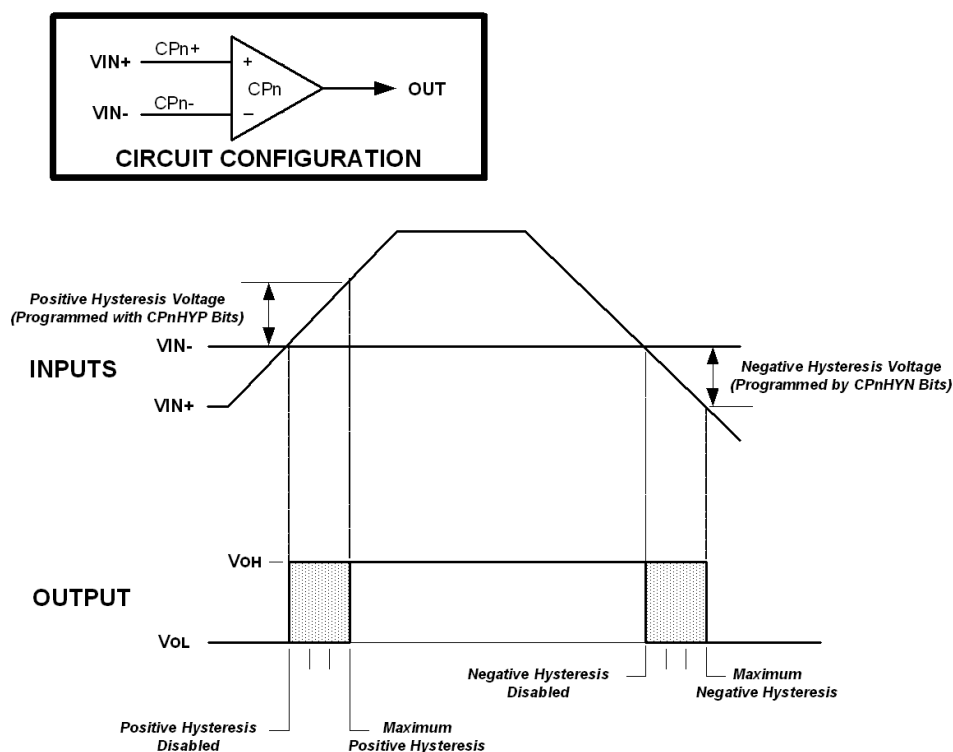 VIN+
CPn+
+
CPn
VIN-
CPn-
–
OUT
CIRCUIT CONFIGURATION
Positive Hysteresis Voltage
(Programmed with CPnHYP Bits)
VIN-
INPUTS
VIN+
Negative Hysteresis Voltage
(Programmed by CPnHYN Bits)
VOH
OUTPUT
VOL
Negative Hysteresis
Disabled
Maximum
Negative Hysteresis
Positive Hysteresis
Disabled
Maximum
Positive Hysteresis